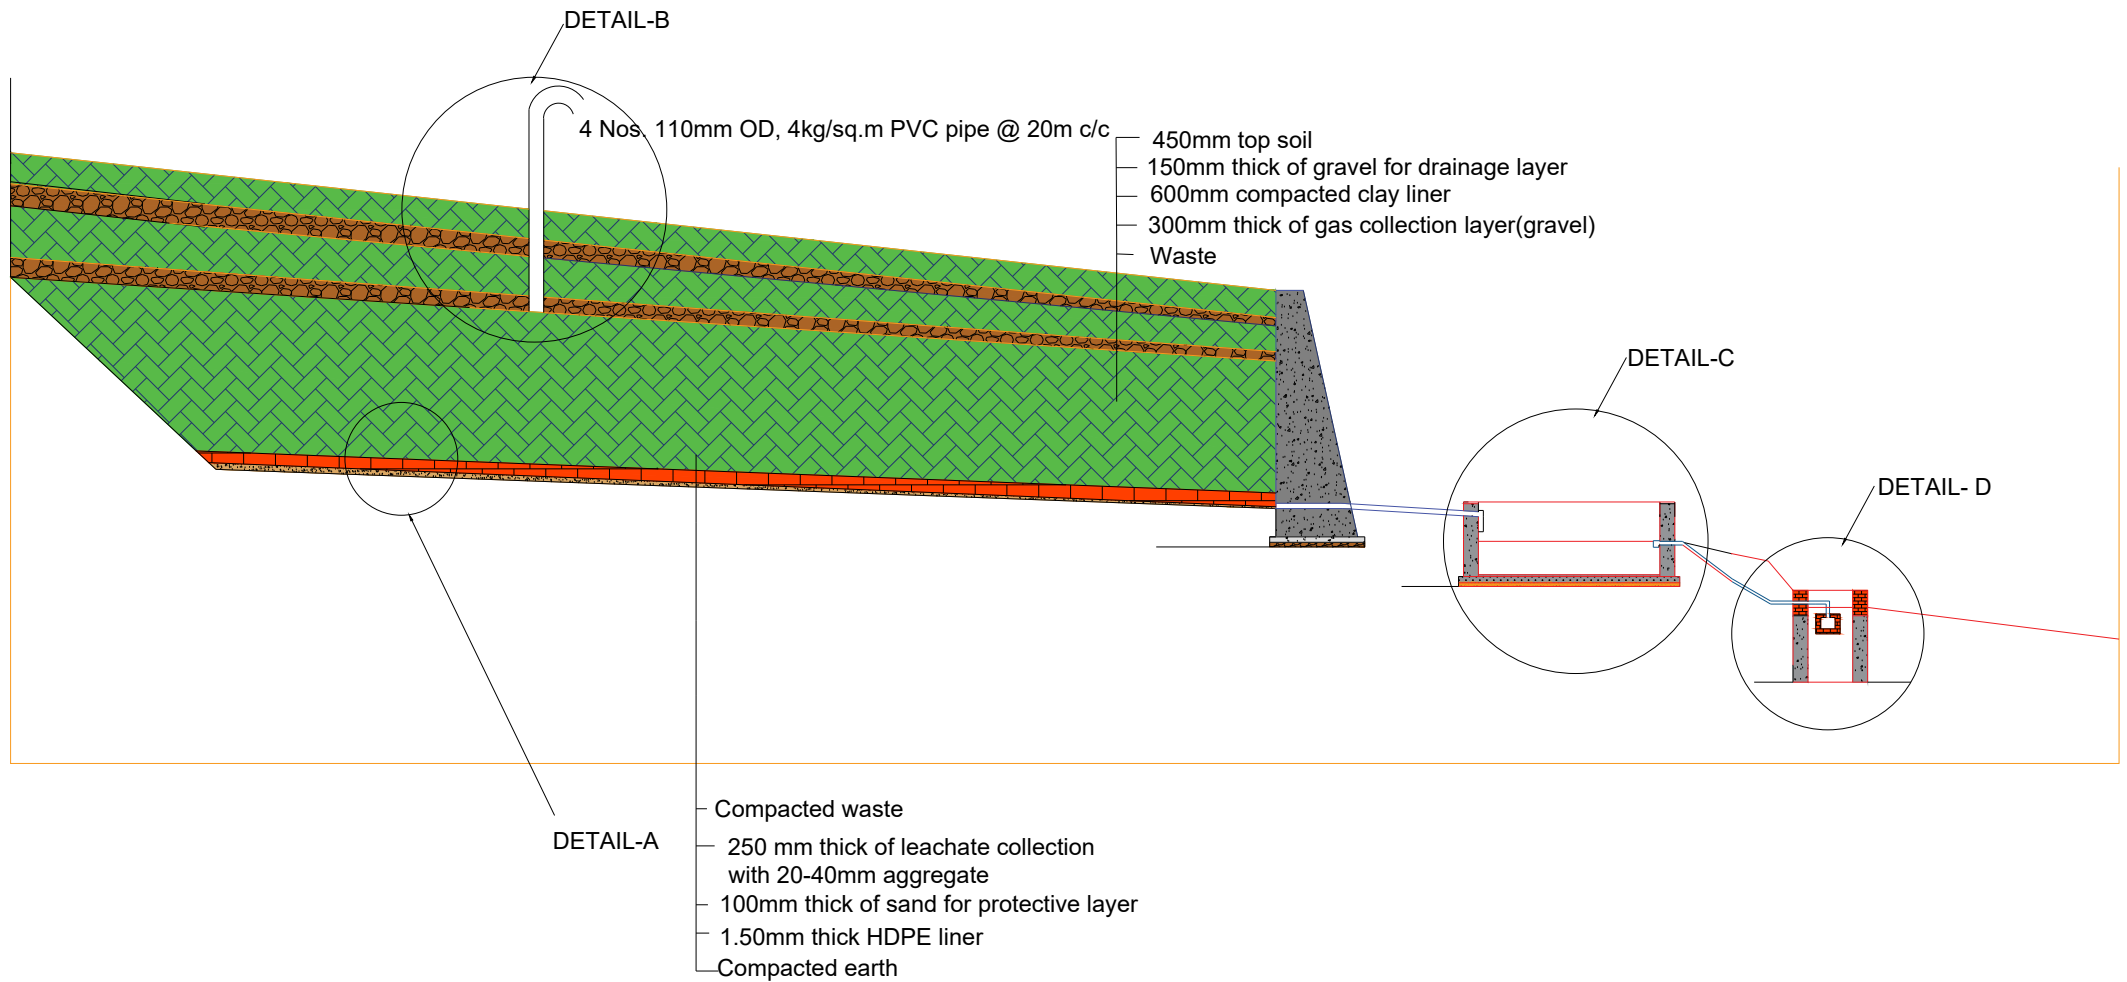 DETAIL-B
4 Nos. 110mm OD, 4kg/sq.m PVC pipe @ 20m c/c
450mm top soil
150mm thick of gravel for drainage layer
600mm compacted clay liner
300mm thick of gas collection layer(gravel)
Waste
DETAIL-C
DETAIL- D
Compacted waste
DETAIL-A
250 mm thick of leachate collection
with 20-40mm aggregate
100mm thick of sand for protective layer
1.50mm thick HDPE liner
Compacted earth